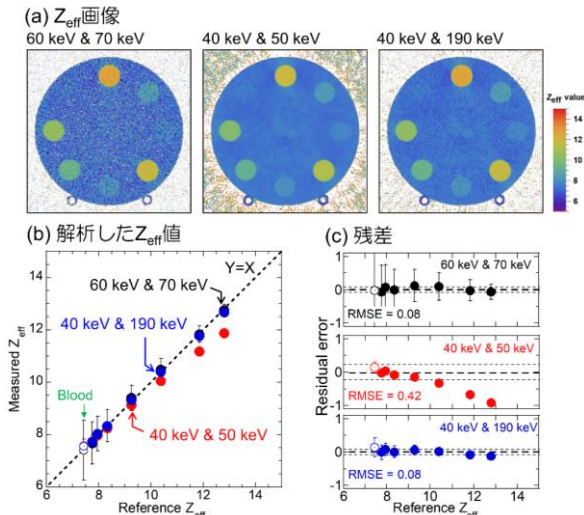 (a) Zeff画像
60 keV & 70 keV
40 keV & 50 keV
40 keV & 190 keV
Zeff value
14
12
10
8
6
(b) 解析したZeff値
14
12
10
8
6
Measured Zeff
Y=X
60 keV & 70 keV
40 keV & 190 keV
Blood
40 keV & 50 keV
6 8 10 12 14
Reference Zeff
(c) 残差
Residual error
1
0
-1
60 keV & 70 keV
RMSE = 0.08
1
0
-1
40 keV & 50 keV
RMSE = 0.42
1
0
-1
40 keV & 190 keV
RMSE = 0.08
6 8 10 12 14
Reference Zeff